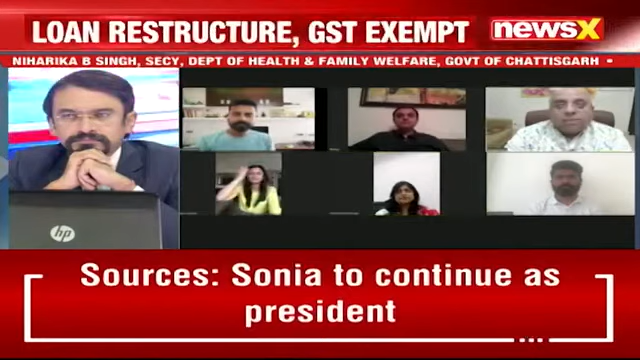 LOAN RESTRUCTURE, GST EXEMPT
newsX
NIHARIKA B SINGH, SECY, DEPT OF HEALTH & FAMILY WELFARE, GOVT OF CHATTISGARH
hp
Sources: Sonia to continue as
president